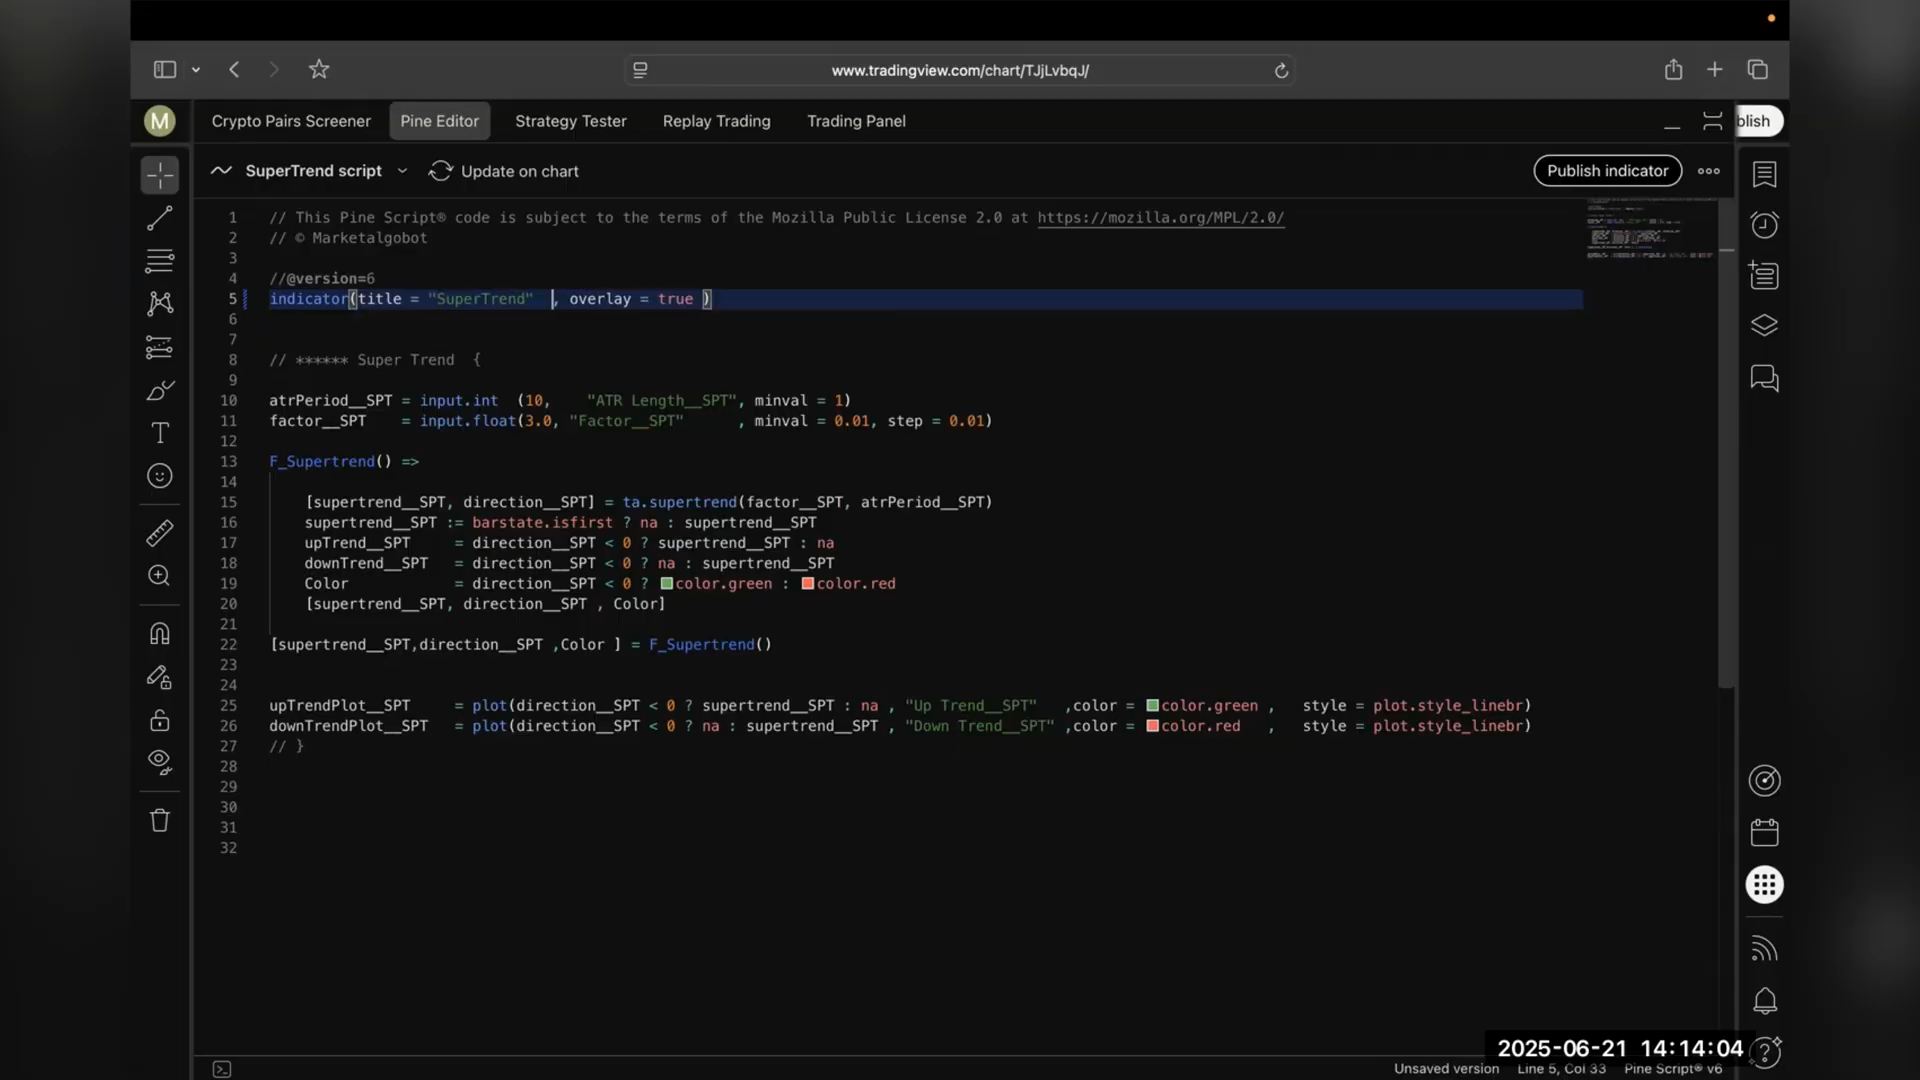 www.tradingview.com/chart/TJjLvbqJ/
M Crypto Pairs Screener Pine Editor Strategy Tester Replay Trading Trading Panel blish
SuperTrend script Update on chart Publish indicator
1 // This Pine Script® code is subject to the terms of the Mozilla Public License 2.0 at https://mozilla.org/MPL/2.0/
2 // © Marketalgobot
3
4 //@version=6
5 indicator(title = "SuperTrend" , overlay = true )
6
7
8 // ****** Super Trend {
9
10 atrPeriod__SPT = input.int (10, "ATR Length__SPT", minval = 1)
11 factor__SPT = input.float(3.0, "Factor__SPT" , minval = 0.01, step = 0.01)
12
13 F_Supertrend() =>
14
15 [supertrend__SPT, direction__SPT] = ta.supertrend(factor__SPT, atrPeriod__SPT)
16 supertrend__SPT := barstate.isfirst ? na : supertrend__SPT
17 upTrend__SPT = direction__SPT < 0 ? supertrend__SPT : na
18 downTrend__SPT = direction__SPT < 0 ? na : supertrend__SPT
19 Color = direction__SPT < 0 ? color.green : color.red
20 [supertrend__SPT, direction__SPT , Color]
21
22 [supertrend__SPT,direction__SPT ,Color ] = F_Supertrend()
23
24
25 upTrendPlot__SPT = plot(direction__SPT < 0 ? supertrend__SPT : na , "Up Trend__SPT" ,color = color.green , style = plot.style_linebr)
26 downTrendPlot__SPT = plot(direction__SPT < 0 ? na : supertrend__SPT , "Down Trend__SPT" ,color = color.red , style = plot.style_linebr)
27 // }
28
29
30
31
32
2025-06-21 14:14:04
Unsaved version Line 5, Col 33 Pine Script® v6